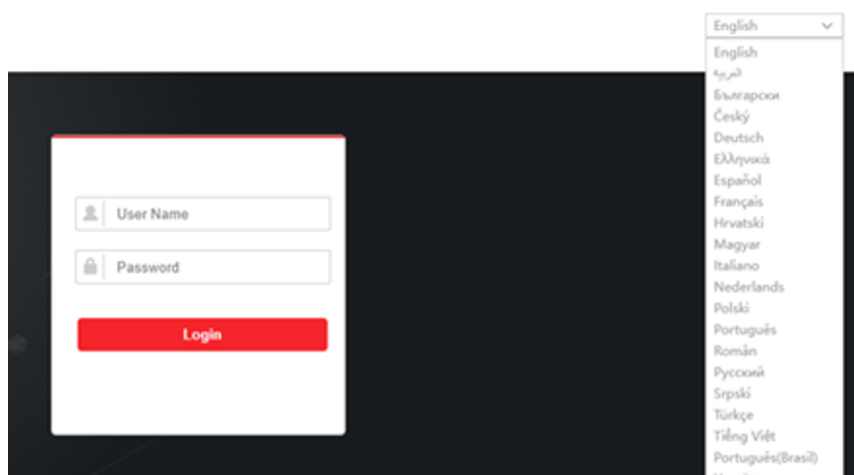 English
English
العربية
Български
Český
Deutsch
Ελληνικά
Español
Français
Hrvatski
Magyar
Italiano
Nederlands
Polski
Português
Român
Русский
Srpski
Türkçe
Tiếng Việt
Português(Brasil)
User Name
Password
Login